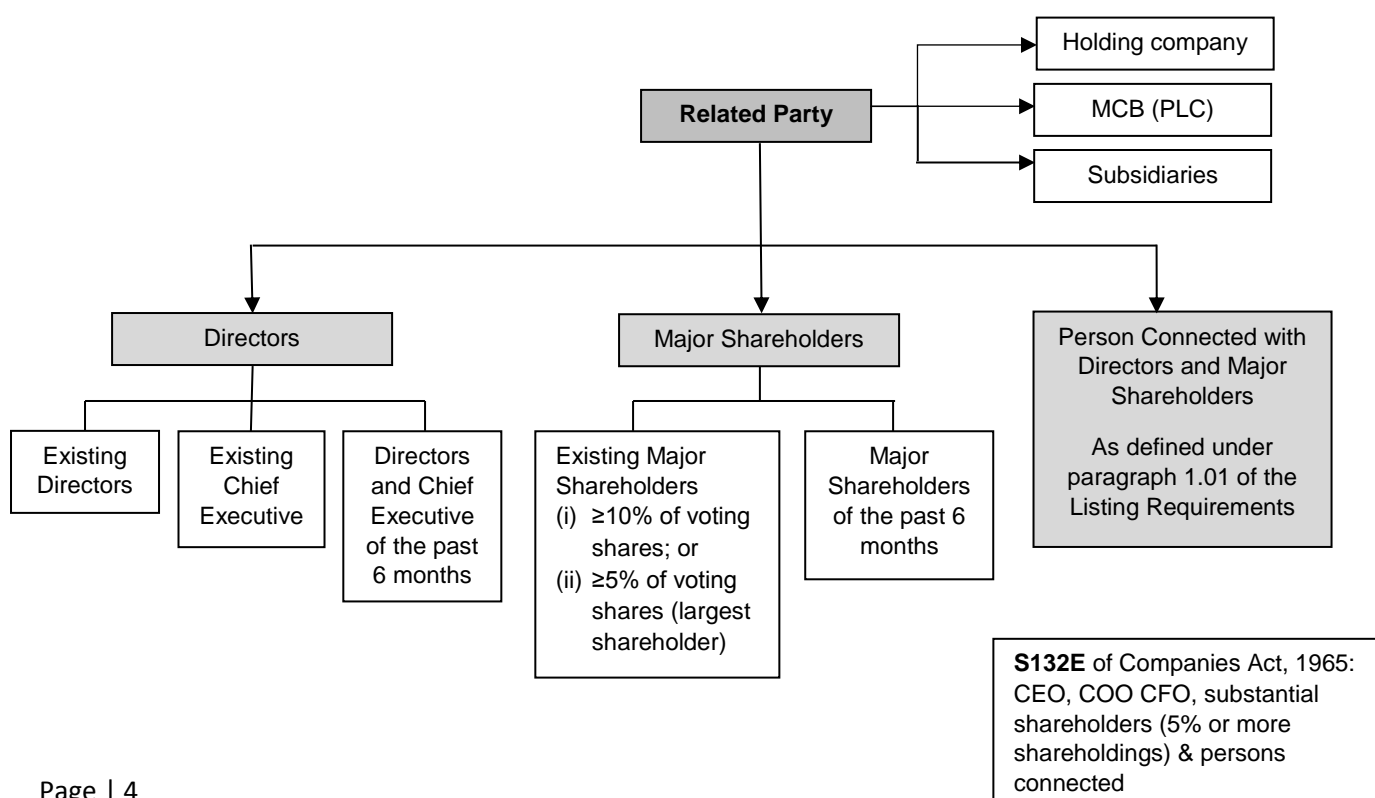 Holding company
Related Party
MCB (PLC)
Subsidiaries
Directors
Major Shareholders
Person Connected with
Directors and Major
Shareholders
As defined under
paragraph 1.01 of the
Listing Requirements
Existing
Directors
Existing
Chief
Executive
Directors
and Chief
Executive
of the past
6 months
Existing Major
Shareholders
(i) ≥10% of voting
shares; or
(ii) ≥5% of voting
shares (largest
shareholder)
Major
Shareholders
of the past 6
months
S132E of Companies Act, 1965:
CEO, COO CFO, substantial
shareholders (5% or more
shareholdings) & persons
connected
Page | 4